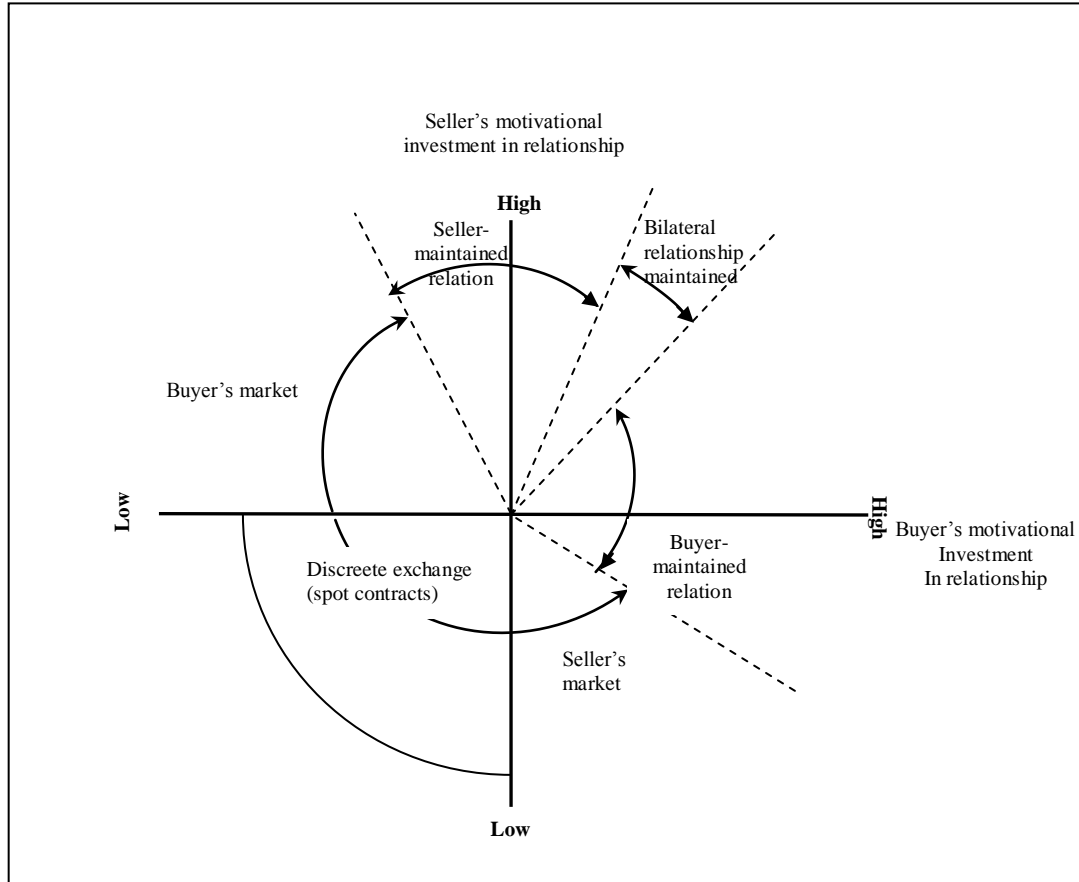 Seller’s motivational
investment in relationship
High
Seller-
maintained
relation
Bilateral
relationship
maintained
Buyer’s market
Low
High
Buyer’s motivational
Investment
In relationship
Discreete exchange
(spot contracts)
Buyer-
maintained
relation
Seller’s
market
Low